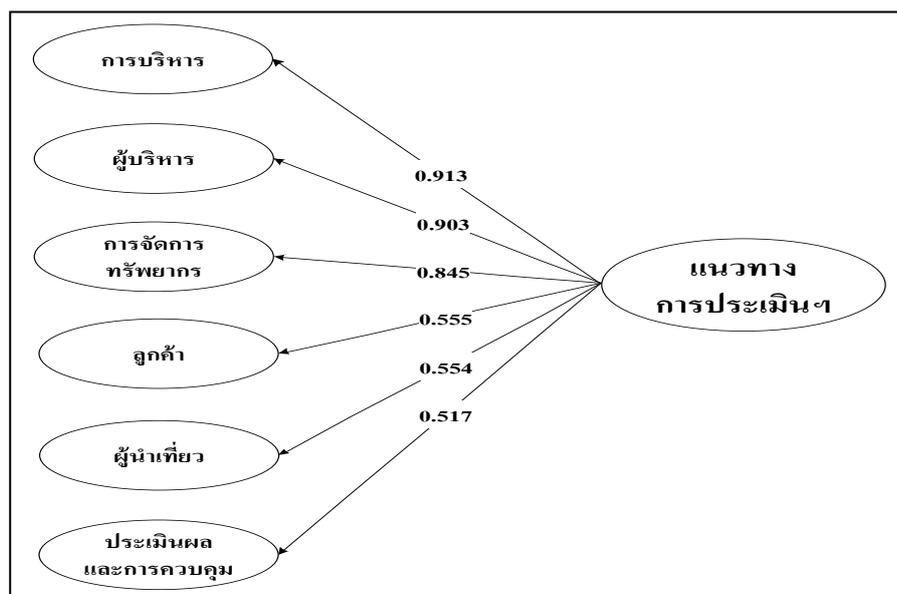 การบริหาร
ผู้บริหาร
การจัดการ
ทรัพยากร
ลูกค้า
ผู้นำเที่ยว
ประเมินผล
และการควบคุม
0.913
0.903
0.845
0.555
0.554
0.517
แนวทาง
การประเมินฯ